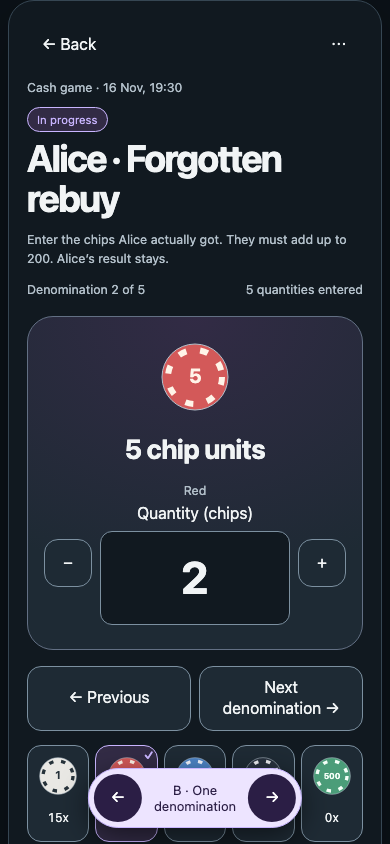 ← Back
...
Cash game · 16 Nov, 19:30
In progress
Alice · Forgotten
rebuy
Enter the chips Alice actually got. They must add up to
200. Alice’s result stays.
Denomination 2 of 5
5 quantities entered
5
5 chip units
Red
Quantity (chips)
−
2
+
← Previous
Next
denomination →
1
500
15x
0x
← B · One →
denomination